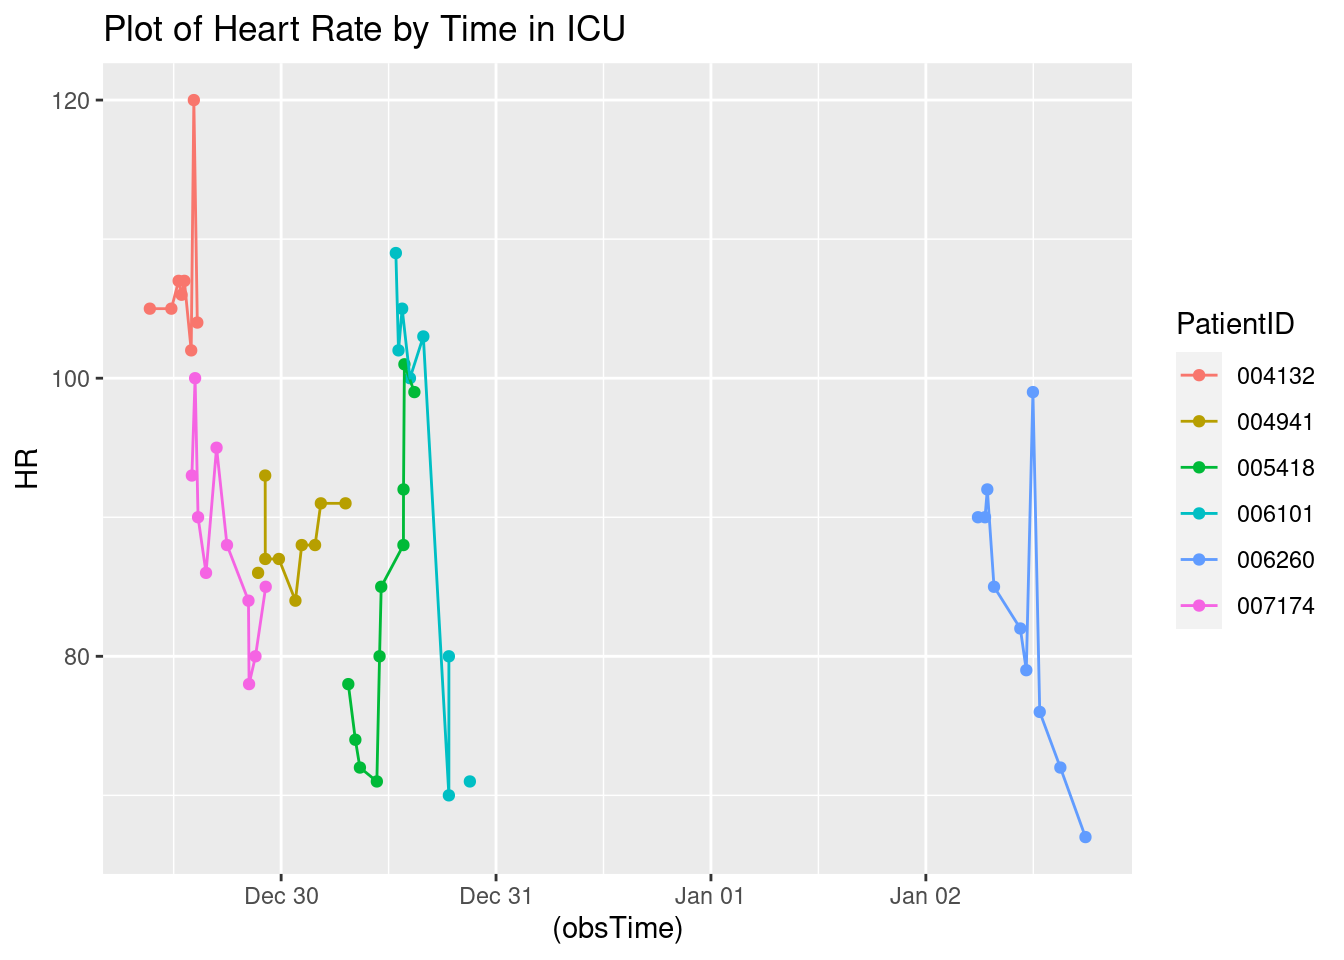 Plot of Heart Rate by Time in ICU
120
100
80
HR
Dec 30
Dec 31
Jan 01
Jan 02
(obsTime)
PatientID
004132
004941
005418
006101
006260
007174